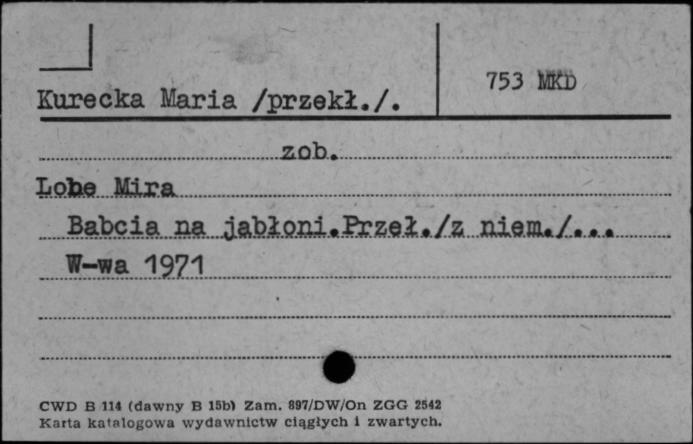 753 MKD
Kurecka Maria /przekł./.
zob.
Lobe Mira
Babcia na jabłoni.Przeł./z niem./...
W-wa 1971
CWD B 114 (dawny B 15b) Zam. 897/DW/On ZGG 2542
Karta katalogowa wydawnictw ciągłych i zwartych.